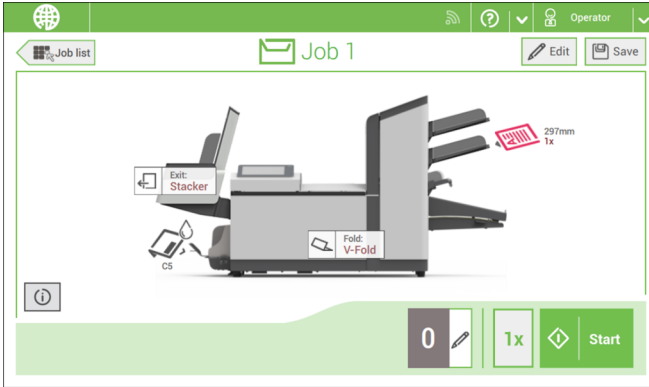 Operator
Job list
Job 1
Edit
Save
297mm
1x
Exit:
Stacker
Fold:
V-Fold
C5
0
1x
Start